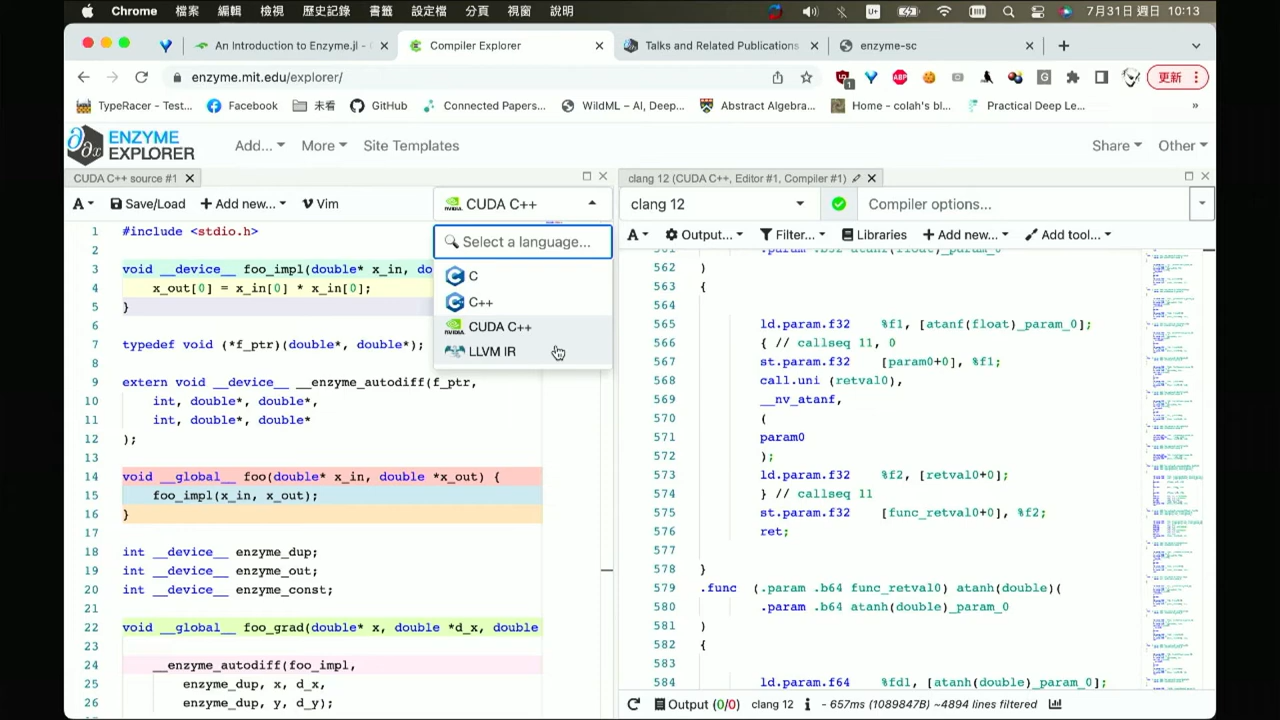 Chrome 檔案 編輯 檢視 歷史記錄 書籤 設定檔 分頁 視窗 說明 7月31日 週日 10:13
An Introduction to Enzyme.jl - C Compiler Explorer Talks and Related Publications enzyme-sc
enzyme.mit.edu/explorer/ 更新
TypeRacer - Test... Facebook 未看 GitHub Connected Papers... WildML – AI, Deep... Abstract Algebra... Home - colah's bl... Practical Deep Le... »
ENZYME EXPLORER Add... More Site Templates Share Other
CUDA C++ source #1
A Save/Load + Add new... Vim CUDA C++
Select a language...
C++
CUDA C++
LLVM IR
1 #include <stdio.h>
2
3 void __device__ foo_impl(double* x_in, do
4 x_out[0] = x_in[0] * x_in[0];
5 }
6
7 typedef void (*f_ptr)(double*, double*);
8
9 extern void __device__ __enzyme_autodiff(f_p
10 int, double*, double*
11 int, double*, double*
12 );
13
14 void __global__ foo(double* x_in, double *x_
15 foo_impl(x_in, x_out);
16
17
18 int __device__ enzyme_dup;
19 int __device__ enzyme_out;
20 int __device__ enzyme_const;
21
22 void __global__ foo double* double double
23
24 __enzyme_autodiff impl,
25 enzyme_dup, x, d_x,
26 enzyme_dup, y, d_y);
clang 12 (CUDA C++, Editor #1, Compiler #1)
clang 12 Compiler options...
A Output... Filter... Libraries + Add new... Add tool...
561 .param .b32 atanf(float)_param_0
562
563
564
565 ld.param.f32 %f1, [atanf(float)_param_0];
566 { // callseq 11, 0
567 st.param.f32 [param0+0], %f1;
568 call.uni (retval0),
569 __nv_atanf,
570 (
571 param0
572 );
573 ld.param.f32 %f2, [retval0+0];
574 } // callseq 11
575 st.param.f32 [func_retval0+0], %f2;
576 ret;
577
578
579 .func (.param .b64 func_retval0) atanh(double)(
580 .param .b64 atanh(double)_param_0
581
582 {
583
584 ld.param.f64 %fd1, [atanh(double)_param_0];
Output (0/0) clang 12 - 657ms (1089847B) ~4894 lines filtered